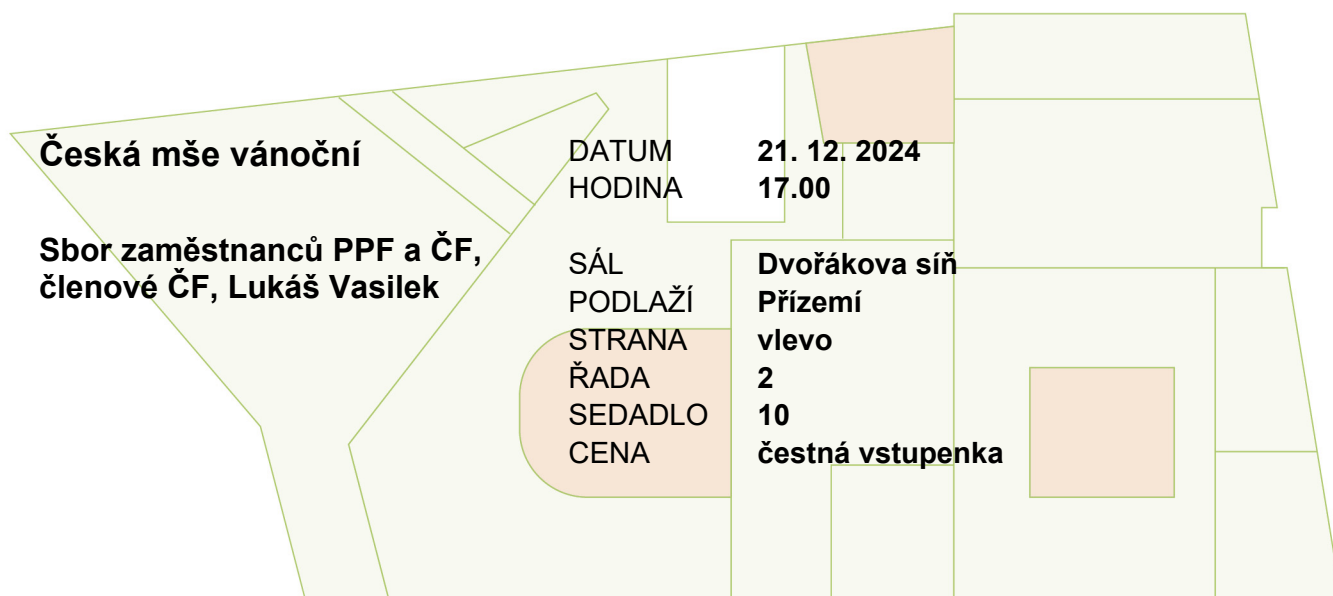 Česká mše vánoční
Sbor zaměstnanců PPF a ČF,
členové ČF, Lukáš Vasilek
DATUM 21. 12. 2024
HODINA 17.00
SÁL Dvořákova síň
PODLAŽÍ Přízemí
STRANA vlevo
ŘADA 2
SEDADLO 10
CENA čestná vstupenka